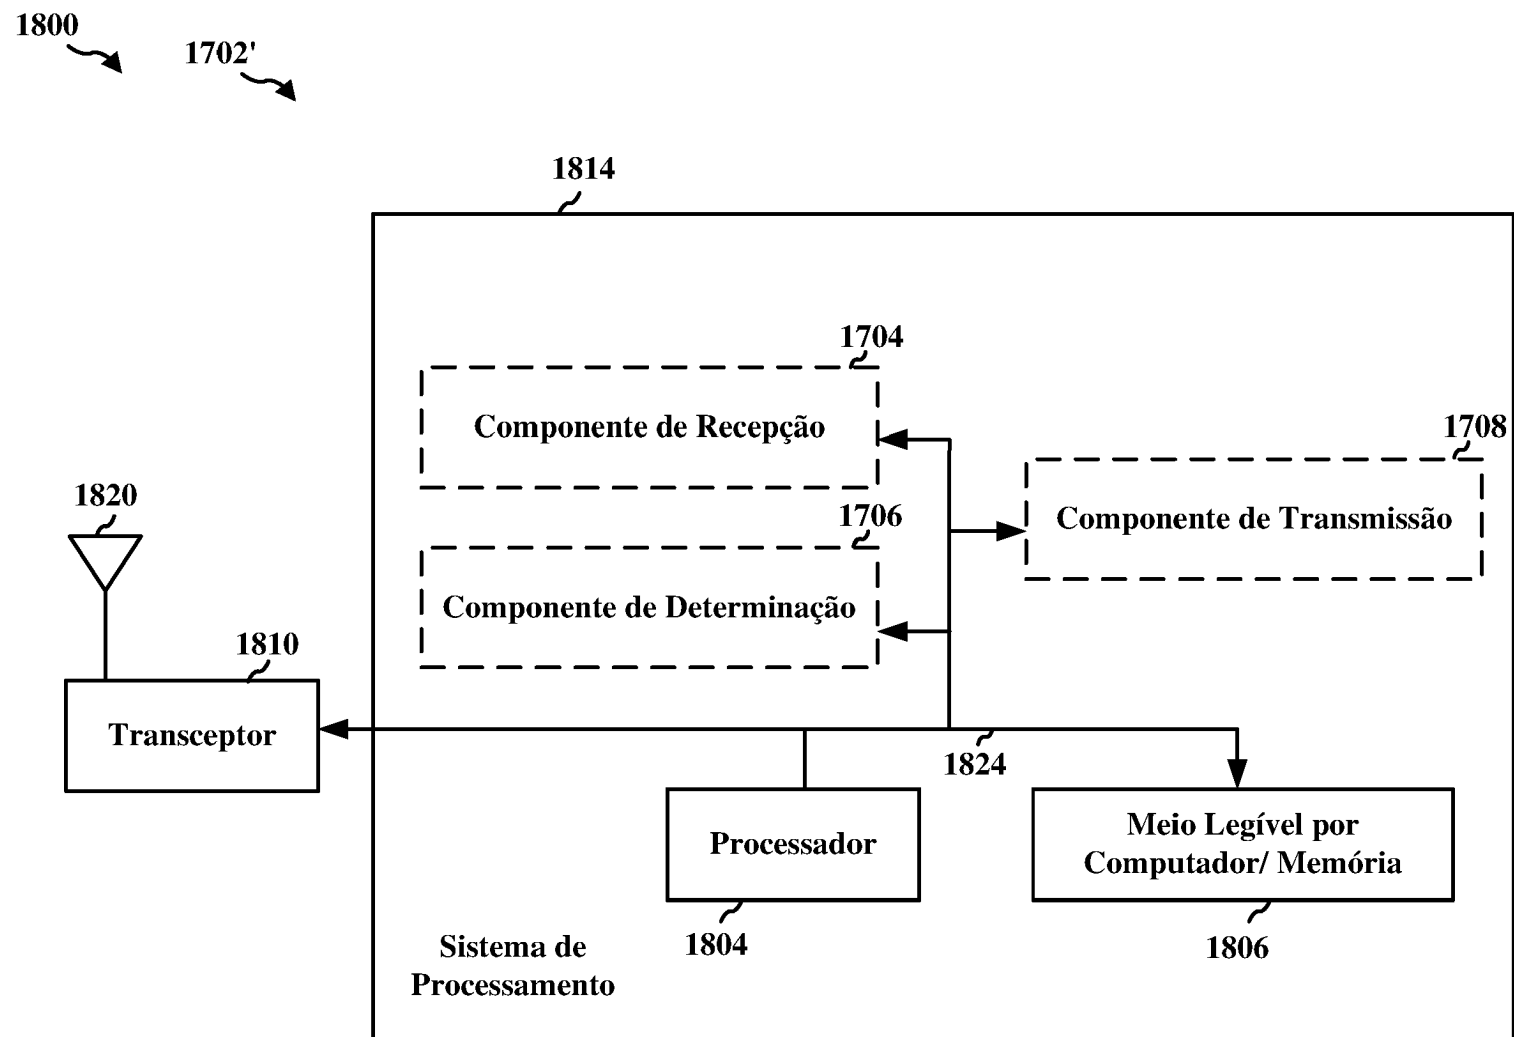 1800
1702'
1814
1704
Componente de Recepção
1708
Componente de Transmissão
1820
1706
Componente de Determinação
1810
Transceptor
1824
Processador
Meio Legível por
Computador/ Memória
1804
1806
Sistema de
Processamento